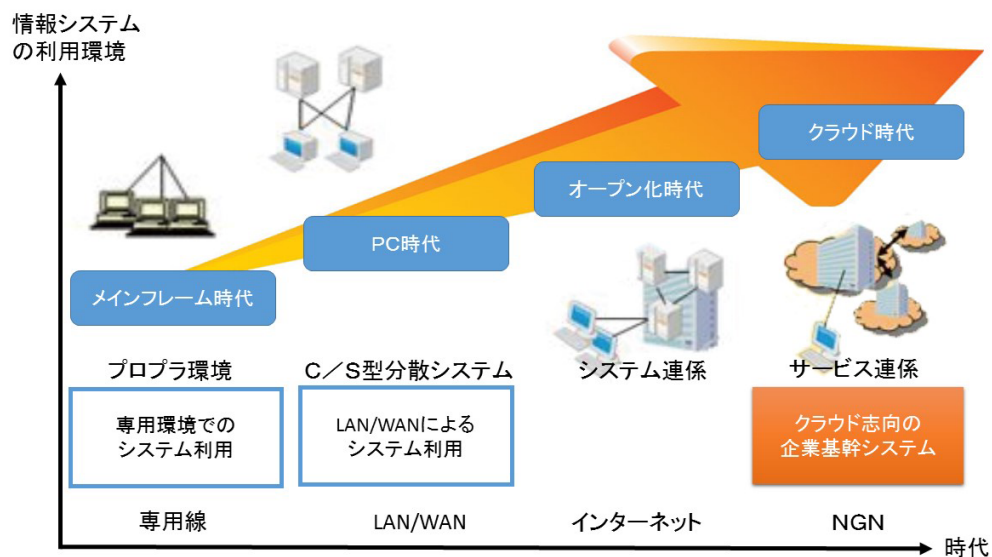 情報システム
の利用環境
クラウド時代
オープン化時代
PC時代
メインフレーム時代
プロプラ環境
C/S型分散システム
システム連係
サービス連係
専用環境での
システム利用
LAN/WANによる
システム利用
クラウド志向の
企業基幹システム
専用線
LAN/WAN
インターネット
NGN
時代